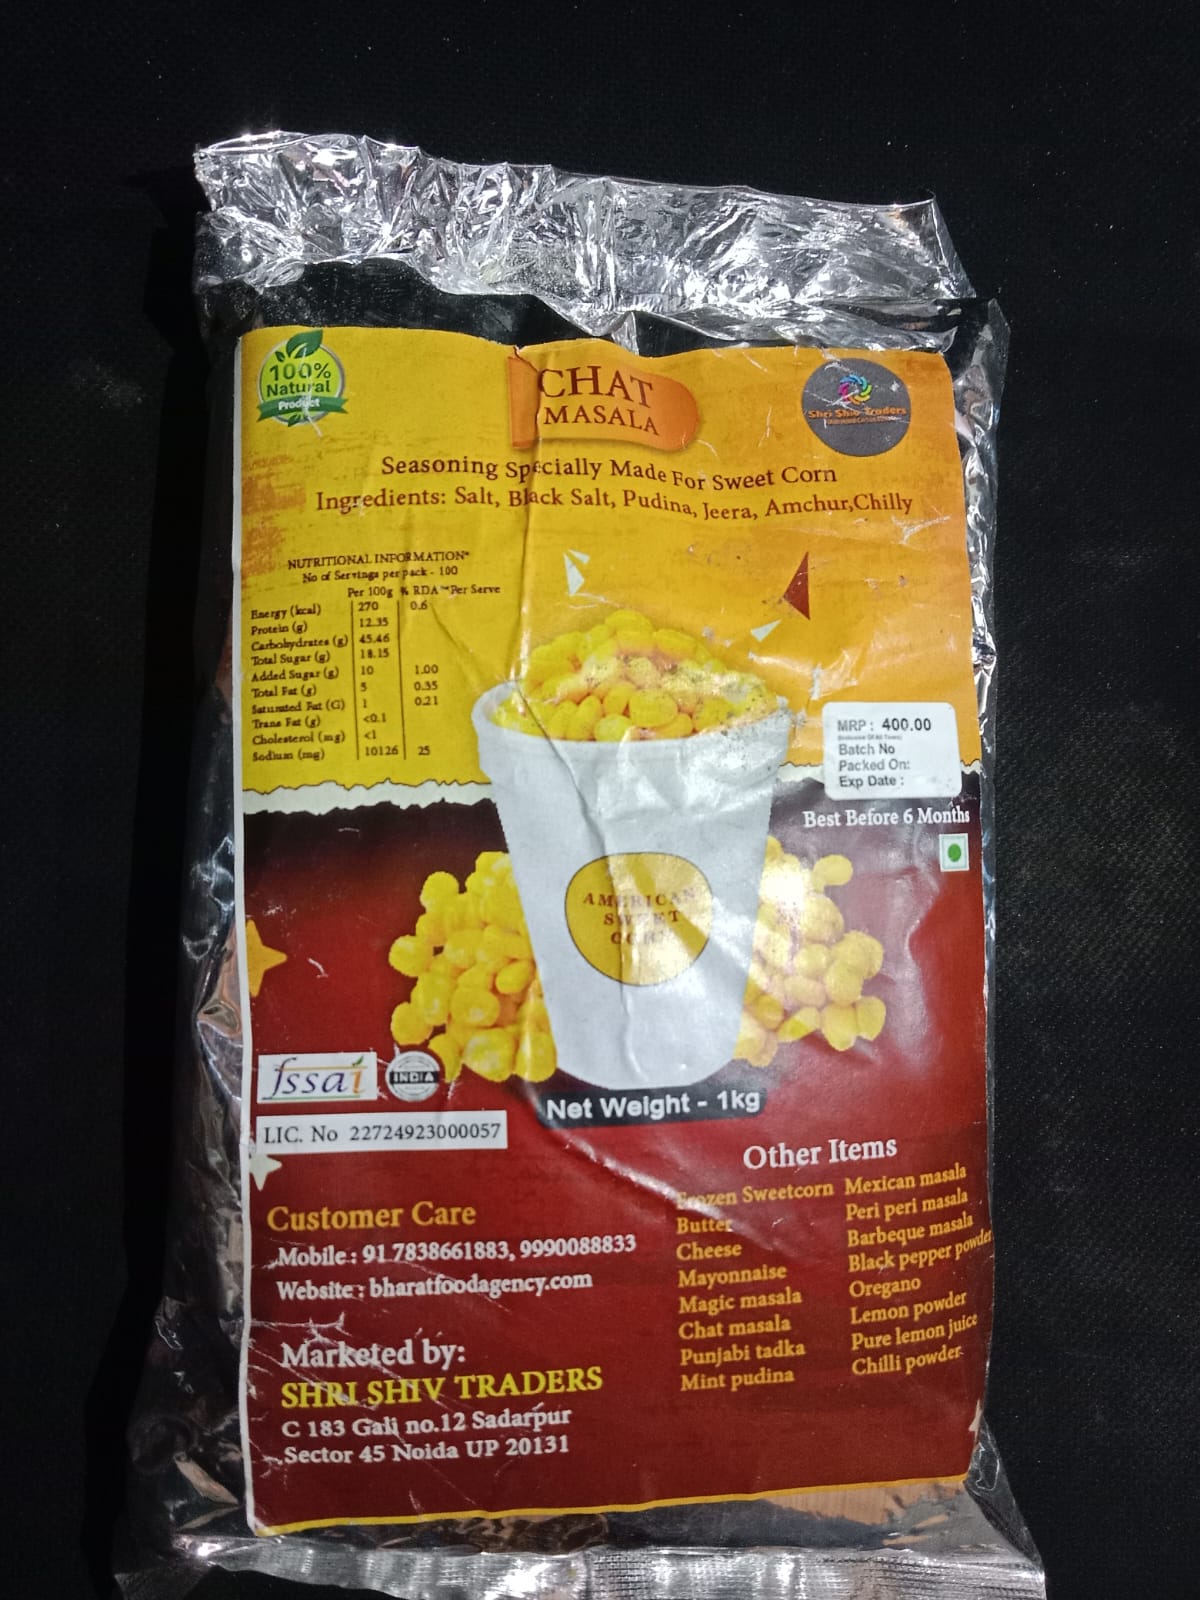 100%
Natural
Product
CHAT
MASALA
Shri Shiv Traders
Seasoning Specially Made For Sweet Corn
Ingredients: Salt, Black Salt, Pudina, Jeera, Amchur,Chilly
NUTRITIONAL INFORMATION*
No of Servings per pack - 100
Per 100g % RDA**Per Serve
Energy (kcal) 270 0.6
Protein (g) 12.35
Carbohydrates (g) 45.46
Total Sugar (g) 18.15
Added Sugar (g) 10 1.00
Total Fat (g) 5 0.35
Saturated Fat (G) 1 0.21
Trans Fat (g) <0.1
Cholesterol (mg) <1
Sodium (mg) 10126 25
MRP : 400.00
(Inclusive Of All Taxes)
Batch No
Packed On:
Exp Date :
Best Before 6 Months
AMERICAN
SWEET
CORN
fssai
INDIA
LIC. No 22724923000057
Net Weight - 1kg
Customer Care
Mobile : 91 7838661883, 9990088833
Website : bharatfoodagency.com
Marketed by:
SHRI SHIV TRADERS
C 183 Gali no.12 Sadarpur
Sector 45 Noida UP 20131
Other Items
Frozen Sweetcorn
Butter
Cheese
Mayonnaise
Magic masala
Chat masala
Punjabi tadka
Mint pudina
Mexican masala
Peri peri masala
Barbeque masala
Black pepper powder
Oregano
Lemon powder
Pure lemon juice
Chilli powder